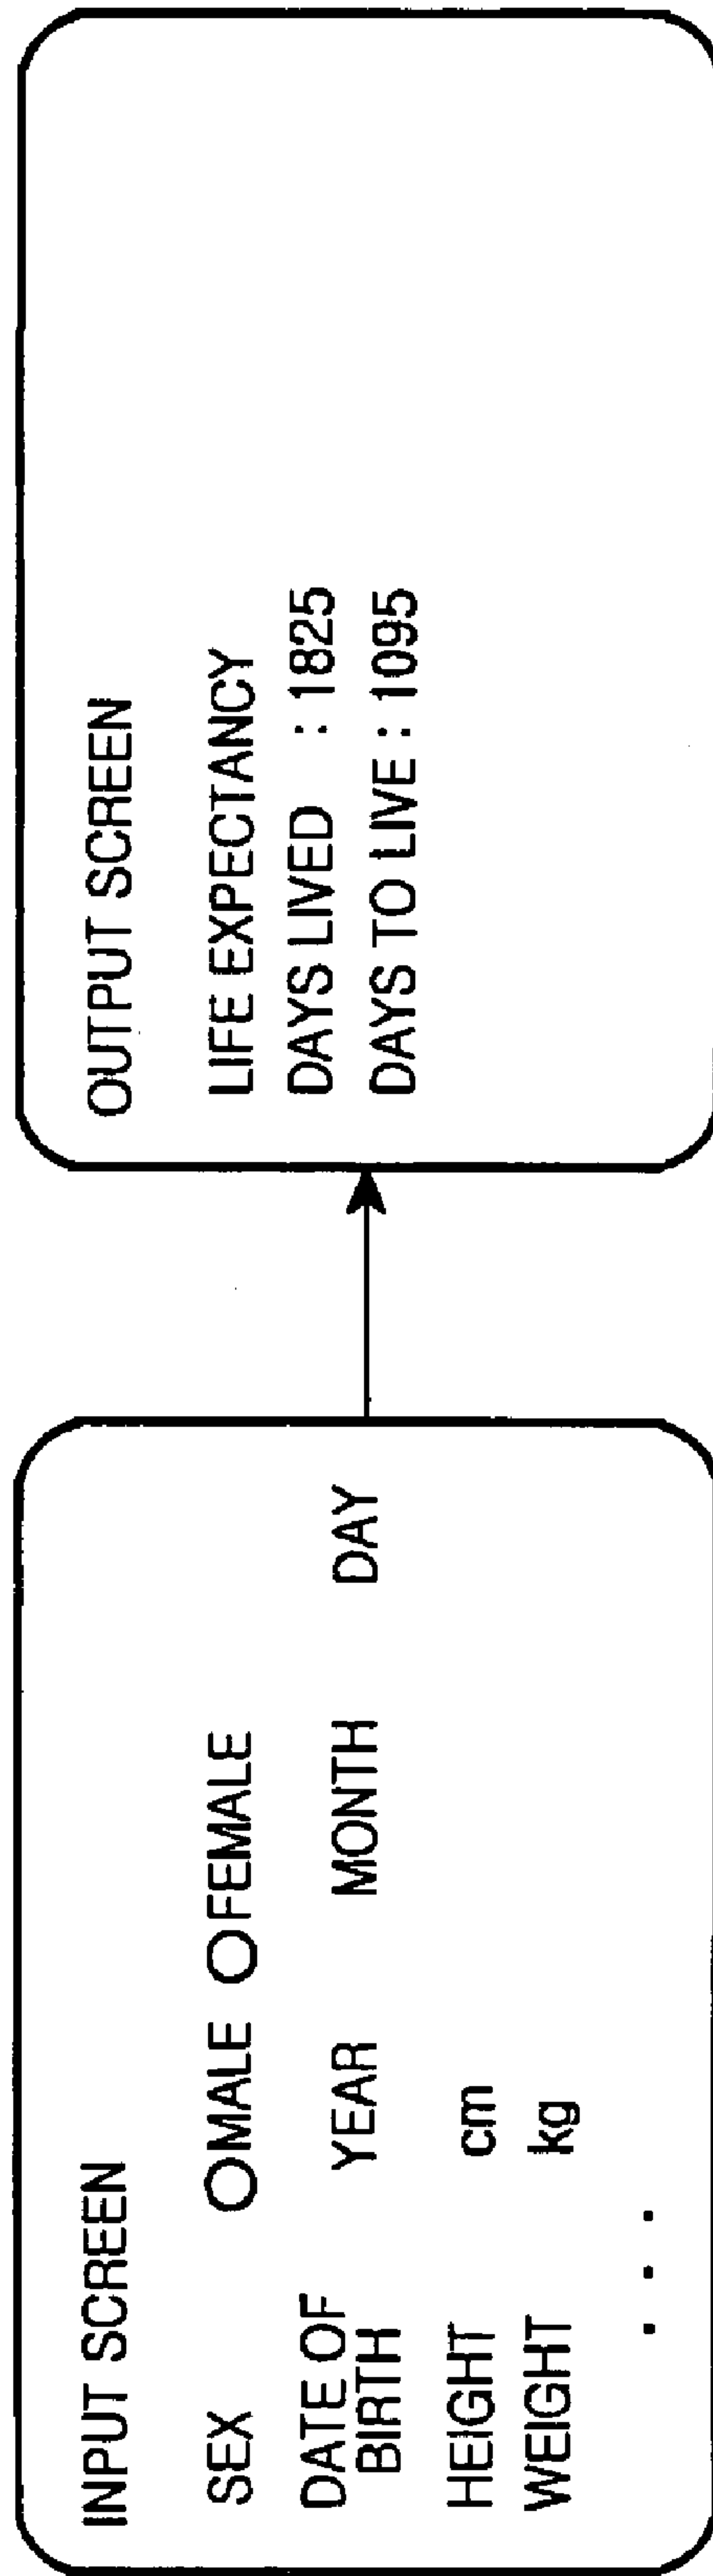 INPUT SCREEN
SEX ○MALE ○FEMALE
DATE OF
BIRTH YEAR MONTH DAY
HEIGHT cm
WEIGHT kg
. . .
OUTPUT SCREEN
LIFE EXPECTANCY
DAYS LIVED : 1825
DAYS TO LIVE : 1095